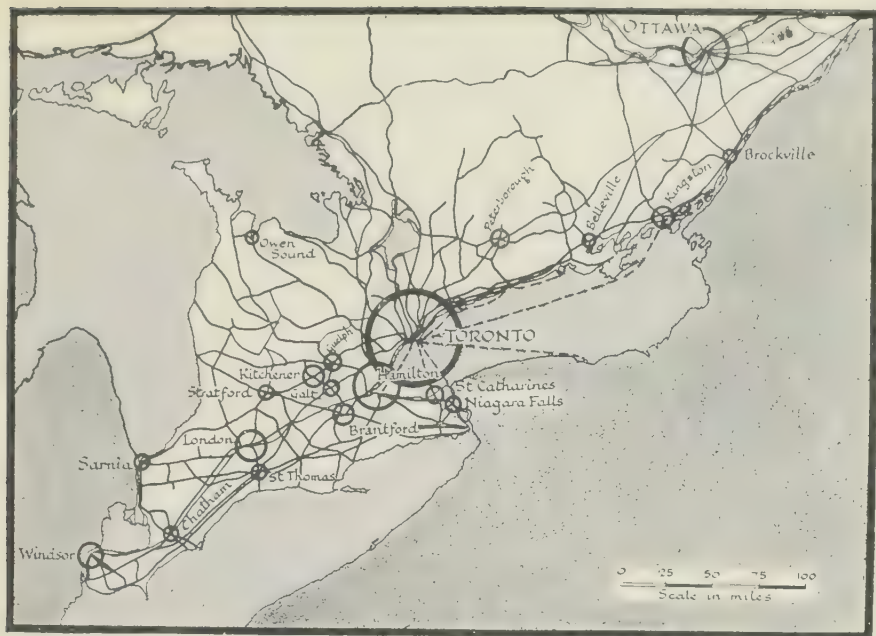 OTTAWA
Brockville
Kingston
Belleville
Peterborough
Owen
Sound
TORONTO
Guelph
Kitchener
Hamilton
Stratford
Galt
St Catharines
Niagara Falls
Brantford
London
Sarnia
St Thomas
Chatham
Windsor
0 25 50 75 100
Scale in miles